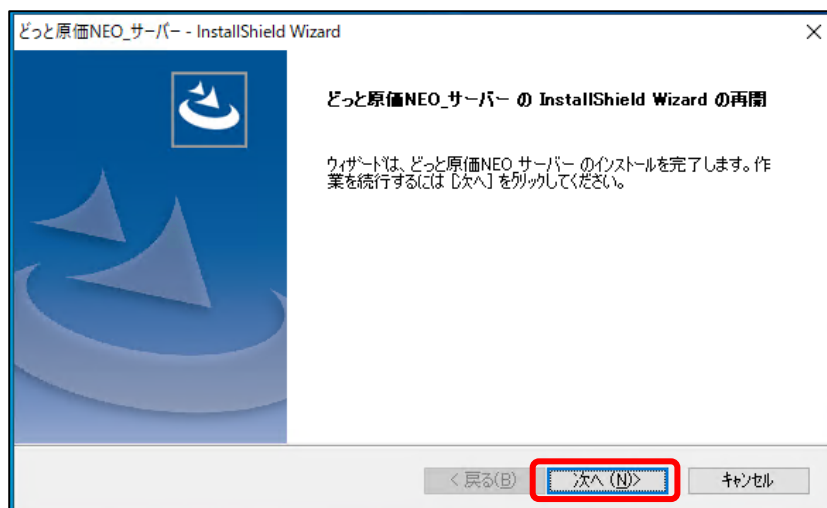 どっと原価NEO_サーバー - InstallShield Wizard
どっと原価NEO_サーバー の InstallShield Wizard の再開
ウィザードは、どっと原価NEO_サーバー のインストールを完了します。作
業を続行するには [次へ] をクリックしてください。
< 戻る(B)
次へ (N)>
キャンセル